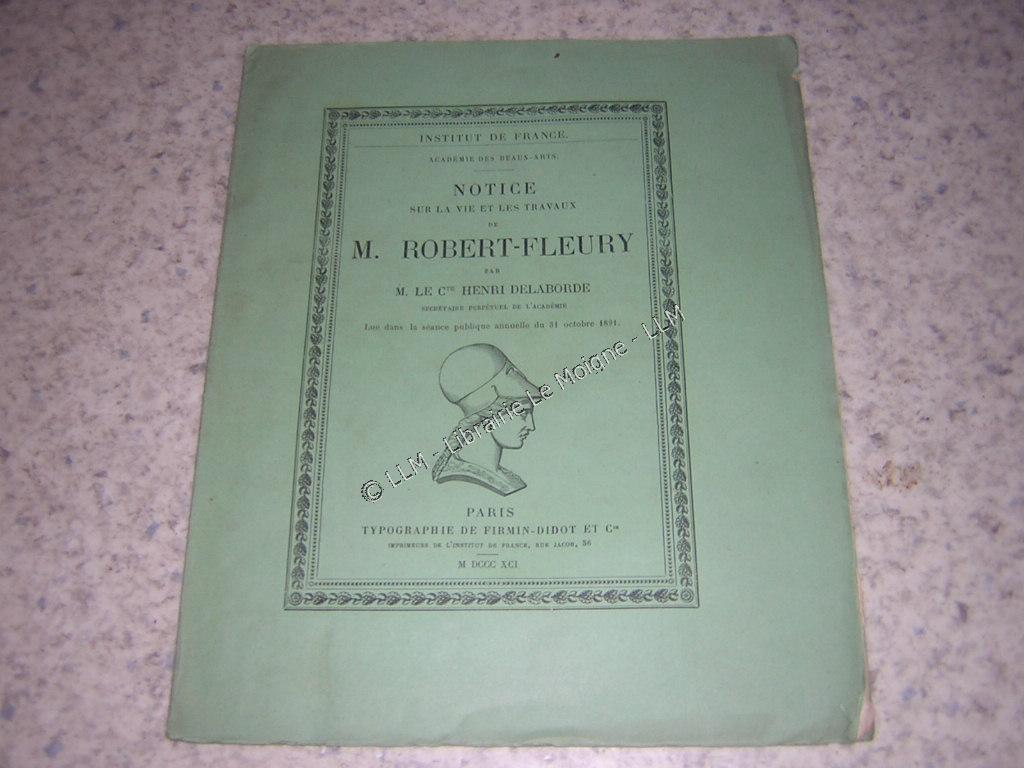 INSTITUT DE FRANCE.
ACADÉMIE DES BEAUX-ARTS.
NOTICE
SUR LA VIE ET LES TRAVAUX
DE
M. ROBERT-FLEURY
PAR
M. LE CTE HENRI DELABORDE
SECRÉTAIRE PERPÉTUEL DE L'ACADÉMIE
Lue dans la séance publique annuelle du 31 octobre 1891.
© LLM - Librairie Le Moigne - LLM
PARIS
TYPOGRAPHIE DE FIRMIN-DIDOT ET CIE
IMPRIMEURS DE L'INSTITUT DE FRANCE, RUE JACOB, 56
M DCCC XCI